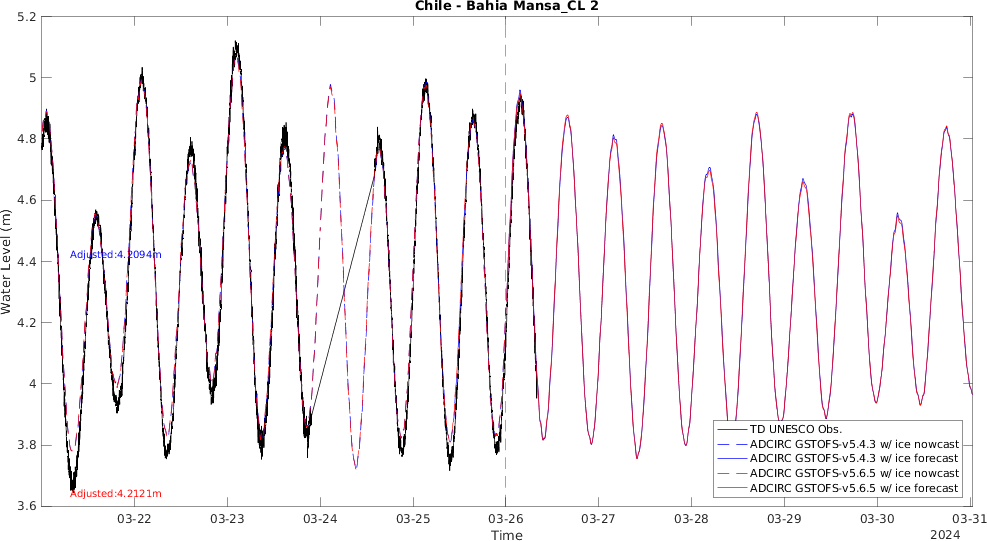 Chile - Bahia Mansa_CL 2
5.2
5
4.8
4.6
4.4
4.2
4
3.8
3.6
Water Level (m)
Adjusted:4.2094m
Adjusted:4.2121m
TD UNESCO Obs.
ADCIRC GSTOFS-v5.4.3 w/ ice nowcast
ADCIRC GSTOFS-v5.4.3 w/ ice forecast
ADCIRC GSTOFS-v5.6.5 w/ ice nowcast
ADCIRC GSTOFS-v5.6.5 w/ ice forecast
03-22 03-23 03-24 03-25 03-26 03-27 03-28 03-29 03-30 03-31
Time
2024